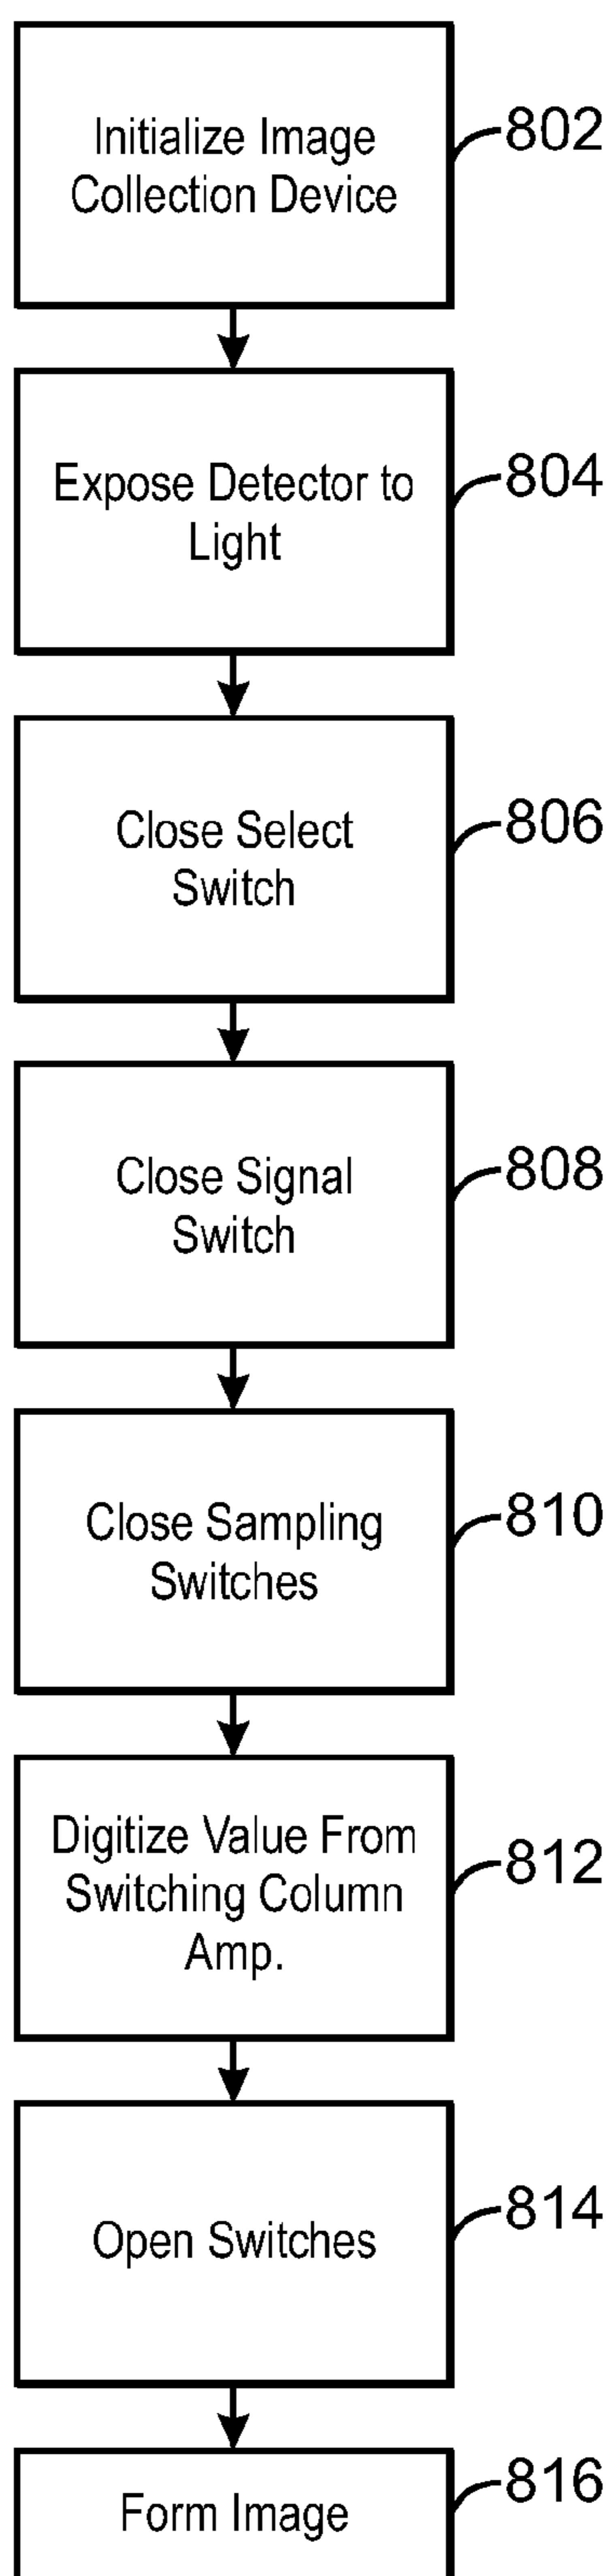 Initialize Image
Collection Device
802
Expose Detector to
Light
804
Close Select
Switch
806
Close Signal
Switch
808
Close Sampling
Switches
810
Digitize Value From
Switching Column
Amp.
812
Open Switches
814
Form Image
816